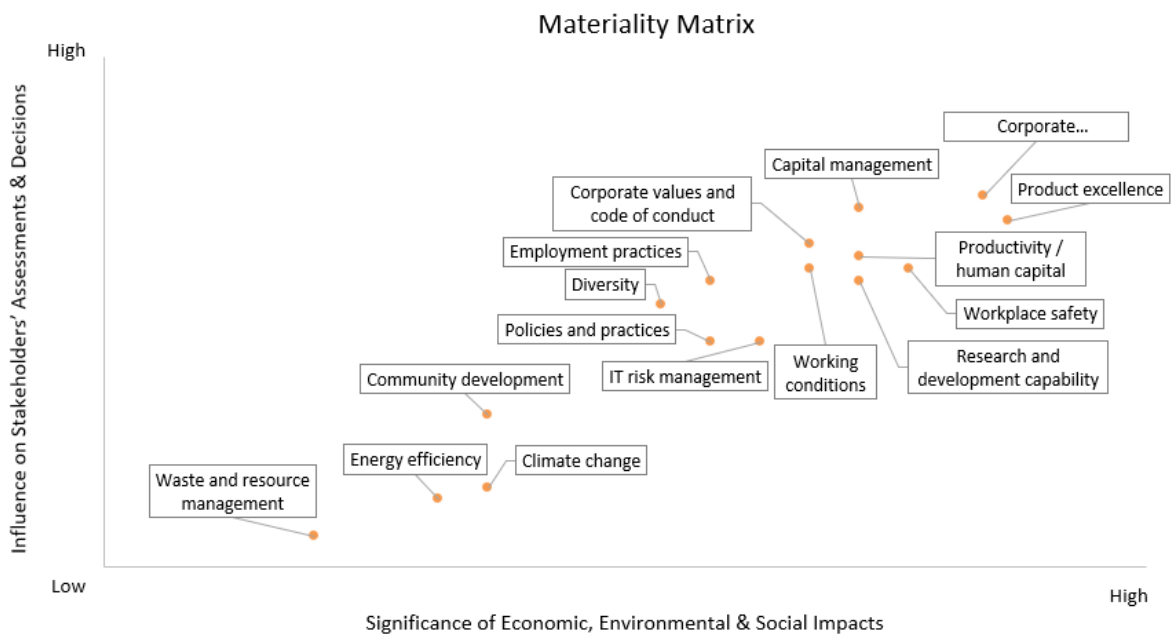 Materiality Matrix
High
Influence on Stakeholders' Assessments & Decisions
Corporate...
Capital management
Product excellence
Corporate values and
code of conduct
Employment practices
Productivity /
human capital
Diversity
Workplace safety
Policies and practices
IT risk management
Working
conditions
Research and
development capability
Community development
Energy efficiency
Climate change
Waste and resource
management
Low
High
Significance of Economic, Environmental & Social Impacts